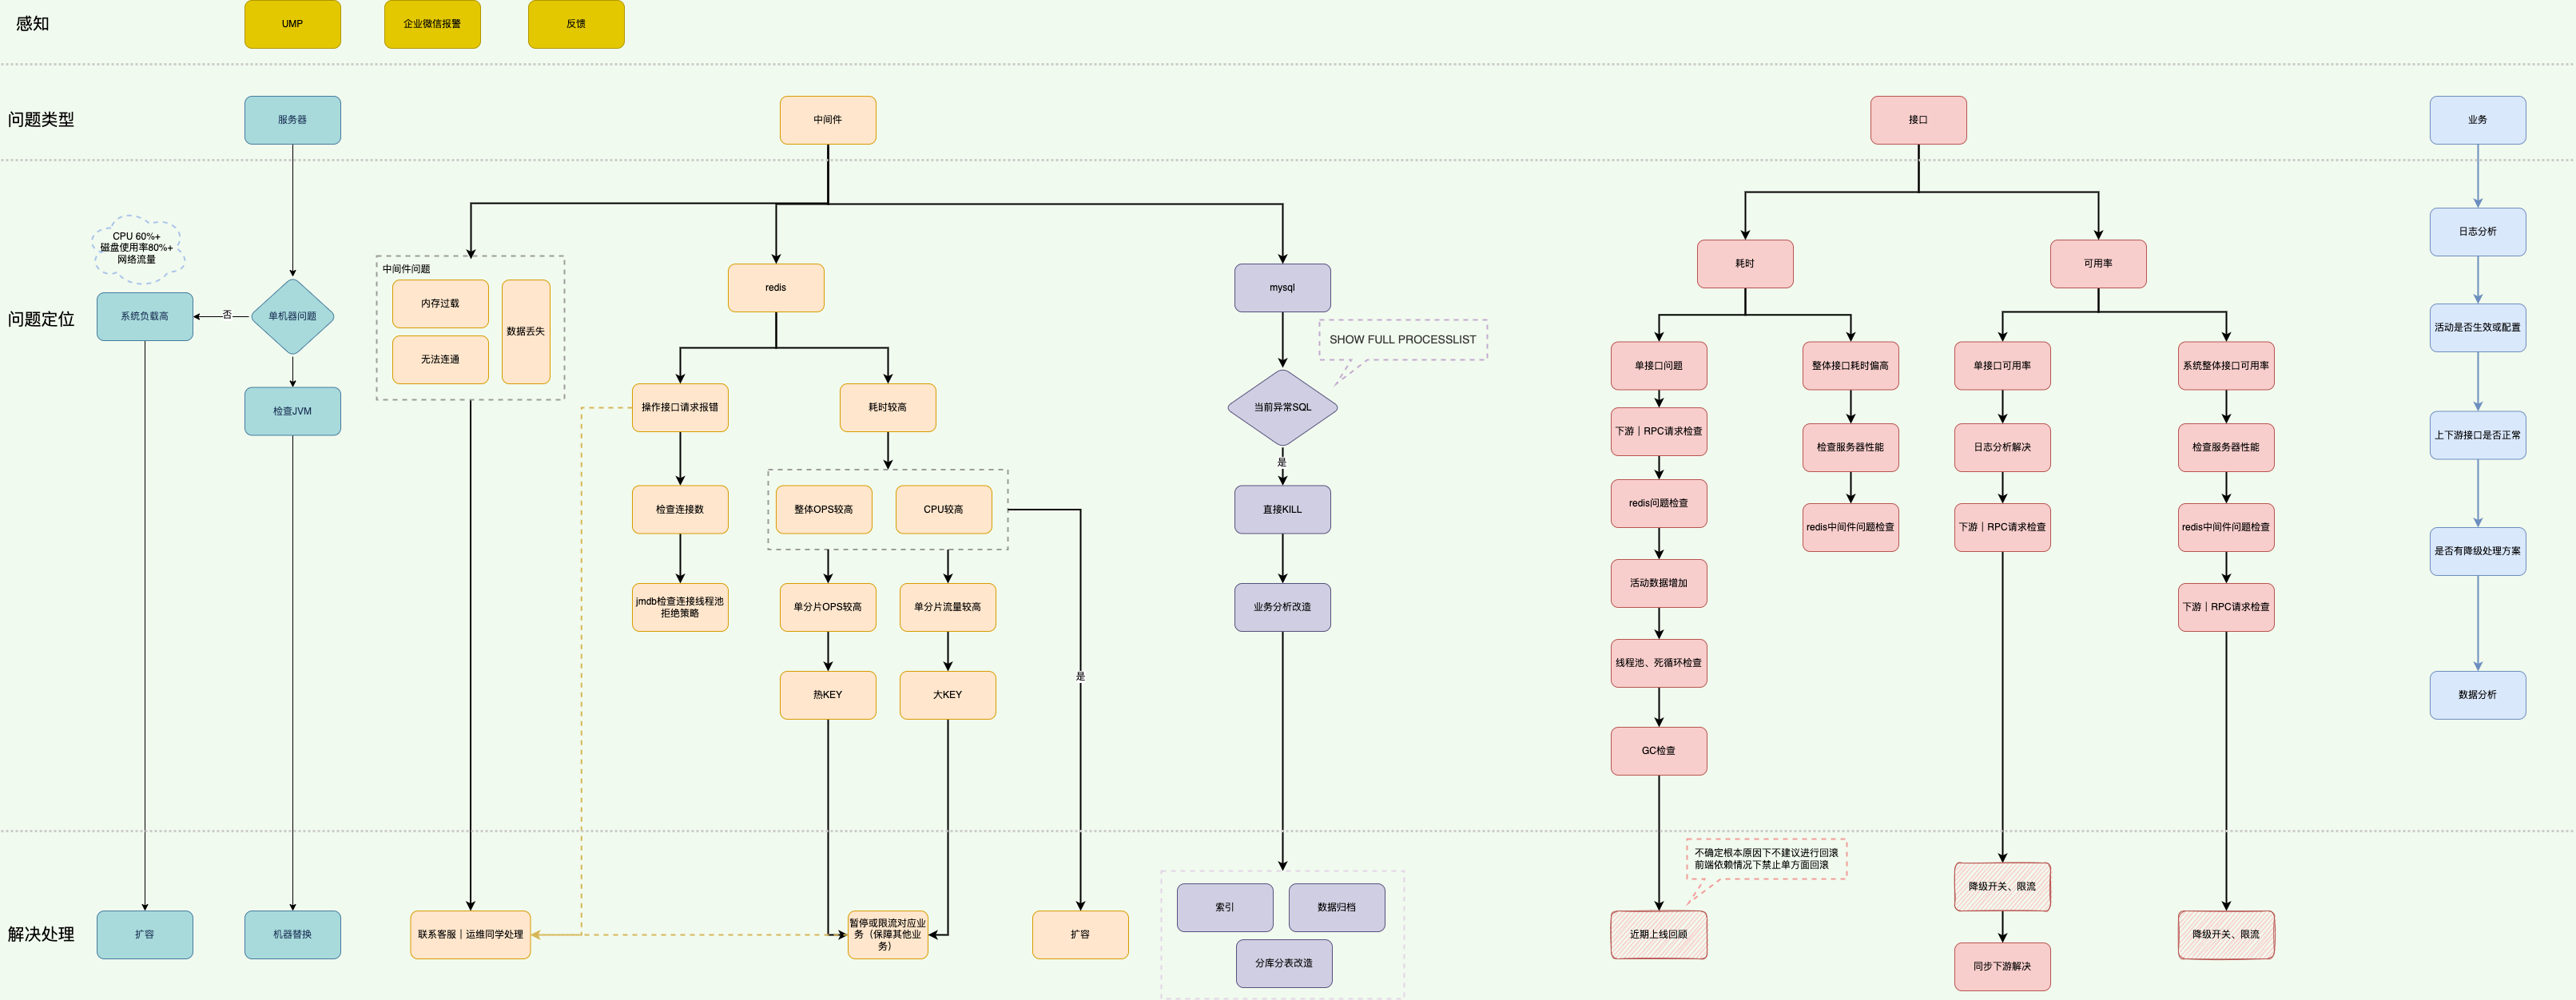 感知
UMP
企业微信报警
反馈
问题类型
服务器
中间件
接口
业务
问题定位
CPU 60%+
磁盘使用率80%+
网络流量
系统负载高
否
单机器问题
检查JVM
中间件问题
内存过载
无法连通
数据丢失
redis
操作接口请求报错
耗时较高
检查连接数
jmdb检查连接线程池
拒绝策略
整体OPS较高
CPU较高
单分片OPS较高
单分片流量较高
热KEY
大KEY
是
mysql
SHOW FULL PROCESSLIST
当前异常SQL
是
直接KILL
业务分析改造
耗时
可用率
单接口问题
下游｜RPC请求检查
redis问题检查
活动数据增加
线程池、死循环检查
GC检查
整体接口耗时偏高
检查服务器性能
redis中间件问题检查
单接口可用率
日志分析解决
下游｜RPC请求检查
系统整体接口可用率
检查服务器性能
redis中间件问题检查
下游｜RPC请求检查
日志分析
活动是否生效或配置
上下游接口是否正常
是否有降级处理方案
数据分析
解决处理
扩容
机器替换
联系客服｜运维同学处理
暂停或限流对应业
务（保障其他业
务）
扩容
索引
数据归档
分库分表改造
不确定根本原因下不建议进行回滚
前端依赖情况下禁止单方面回滚
近期上线回顾
降级开关、限流
同步下游解决
降级开关、限流